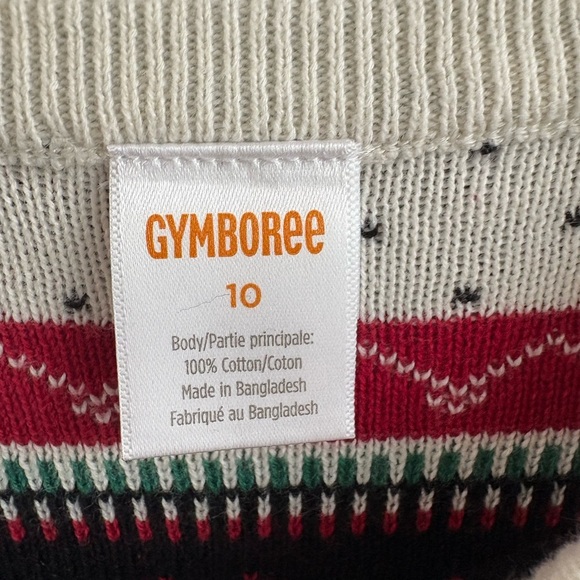 GYMBOREE
10
Body/Partie principale:
100% Cotton/Coton
Made in Bangladesh
Fabriqué au Bangladesh